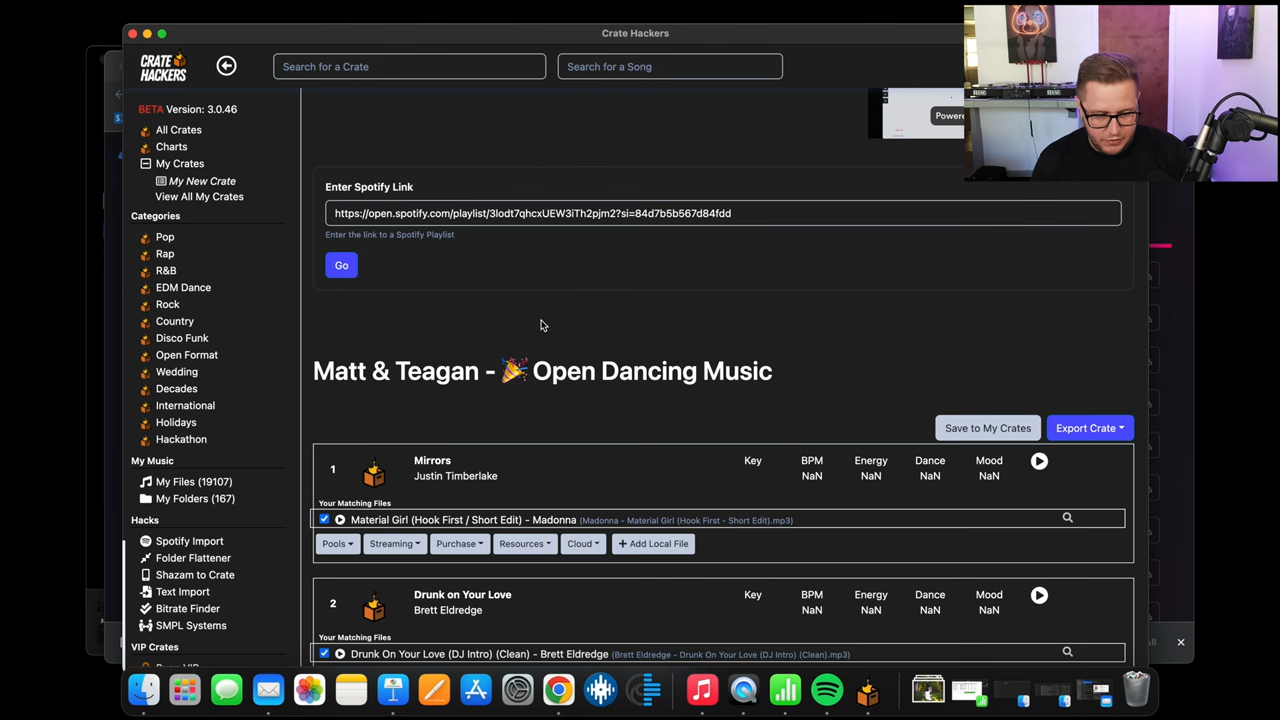 Crate Hackers
CRATE
HACKERS
Search for a Crate
Search for a Song
BETA Version: 3.0.46
All Crates
Charts
My Crates
My New Crate
View All My Crates
Categories
Pop
Rap
R&B
EDM Dance
Rock
Country
Disco Funk
Open Format
Wedding
Decades
International
Holidays
Hackathon
My Music
My Files (19107)
My Folders (167)
Hacks
Spotify Import
Folder Flattener
Shazam to Crate
Text Import
Bitrate Finder
SMPL Systems
VIP Crates
Powere
Enter Spotify Link
https://open.spotify.com/playlist/3lodt7qhcxUEW3iTh2pjm2?si=84d7b5b567d84fdd
Enter the link to a Spotify Playlist
Go
Matt & Teagan - 🎉 Open Dancing Music
Save to My Crates
Export Crate
1 Mirrors Key BPM Energy Dance Mood
Justin Timberlake NaN NaN NaN NaN
Your Matching Files
Material Girl (Hook First / Short Edit) - Madonna (Madonna - Material Girl (Hook First - Short Edit).mp3)
Pools Streaming Purchase Resources Cloud + Add Local File
2 Drunk on Your Love Key BPM Energy Dance Mood
Brett Eldredge NaN NaN NaN NaN
Your Matching Files
Drunk On Your Love (DJ Intro) (Clean) - Brett Eldredge (Brett Eldredge - Drunk On Your Love (DJ Intro) (Clean).mp3)